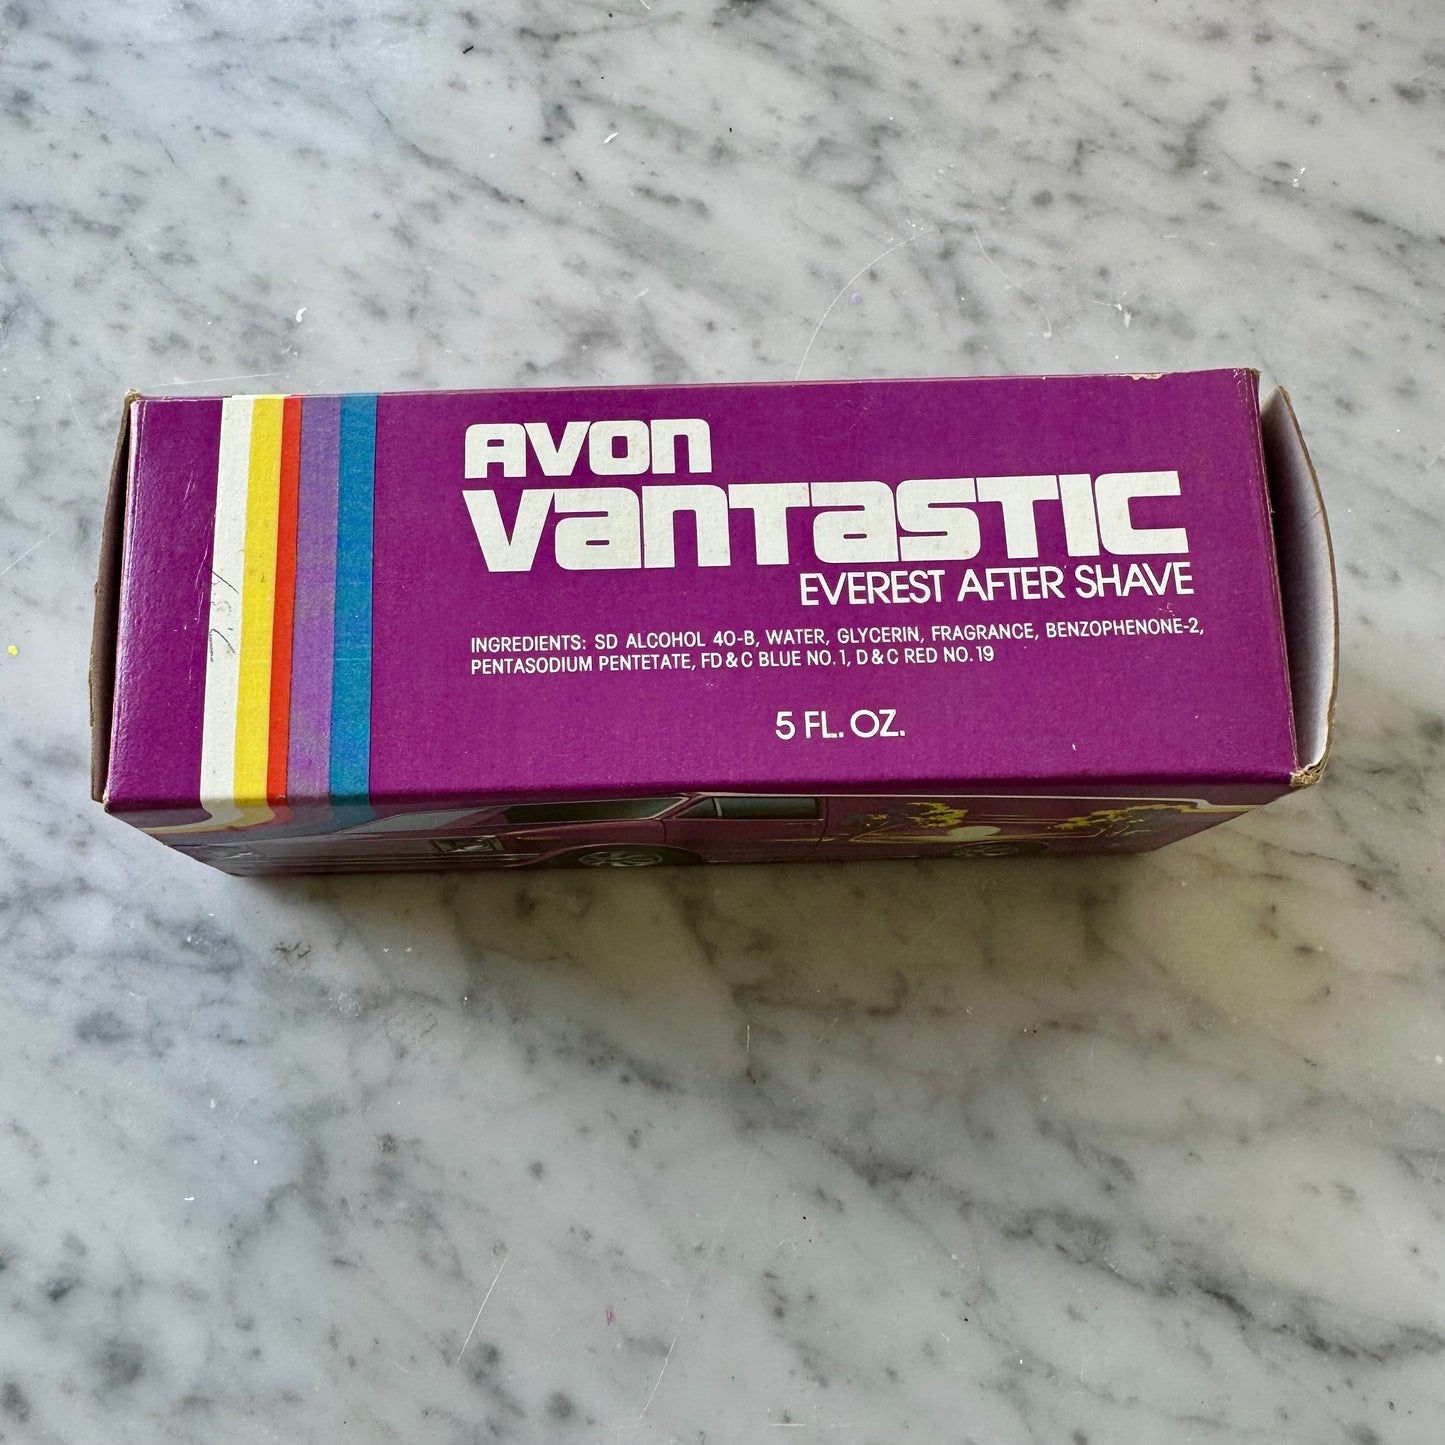 AVON
VANTASTIC
EVEREST AFTER SHAVE
INGREDIENTS: SD ALCOHOL 40-B, WATER, GLYCERIN, FRAGRANCE, BENZOPHENONE-2,
PENTASODIUM PENTETATE, FD & C BLUE NO. 1, D & C RED NO. 19
5 FL. OZ.